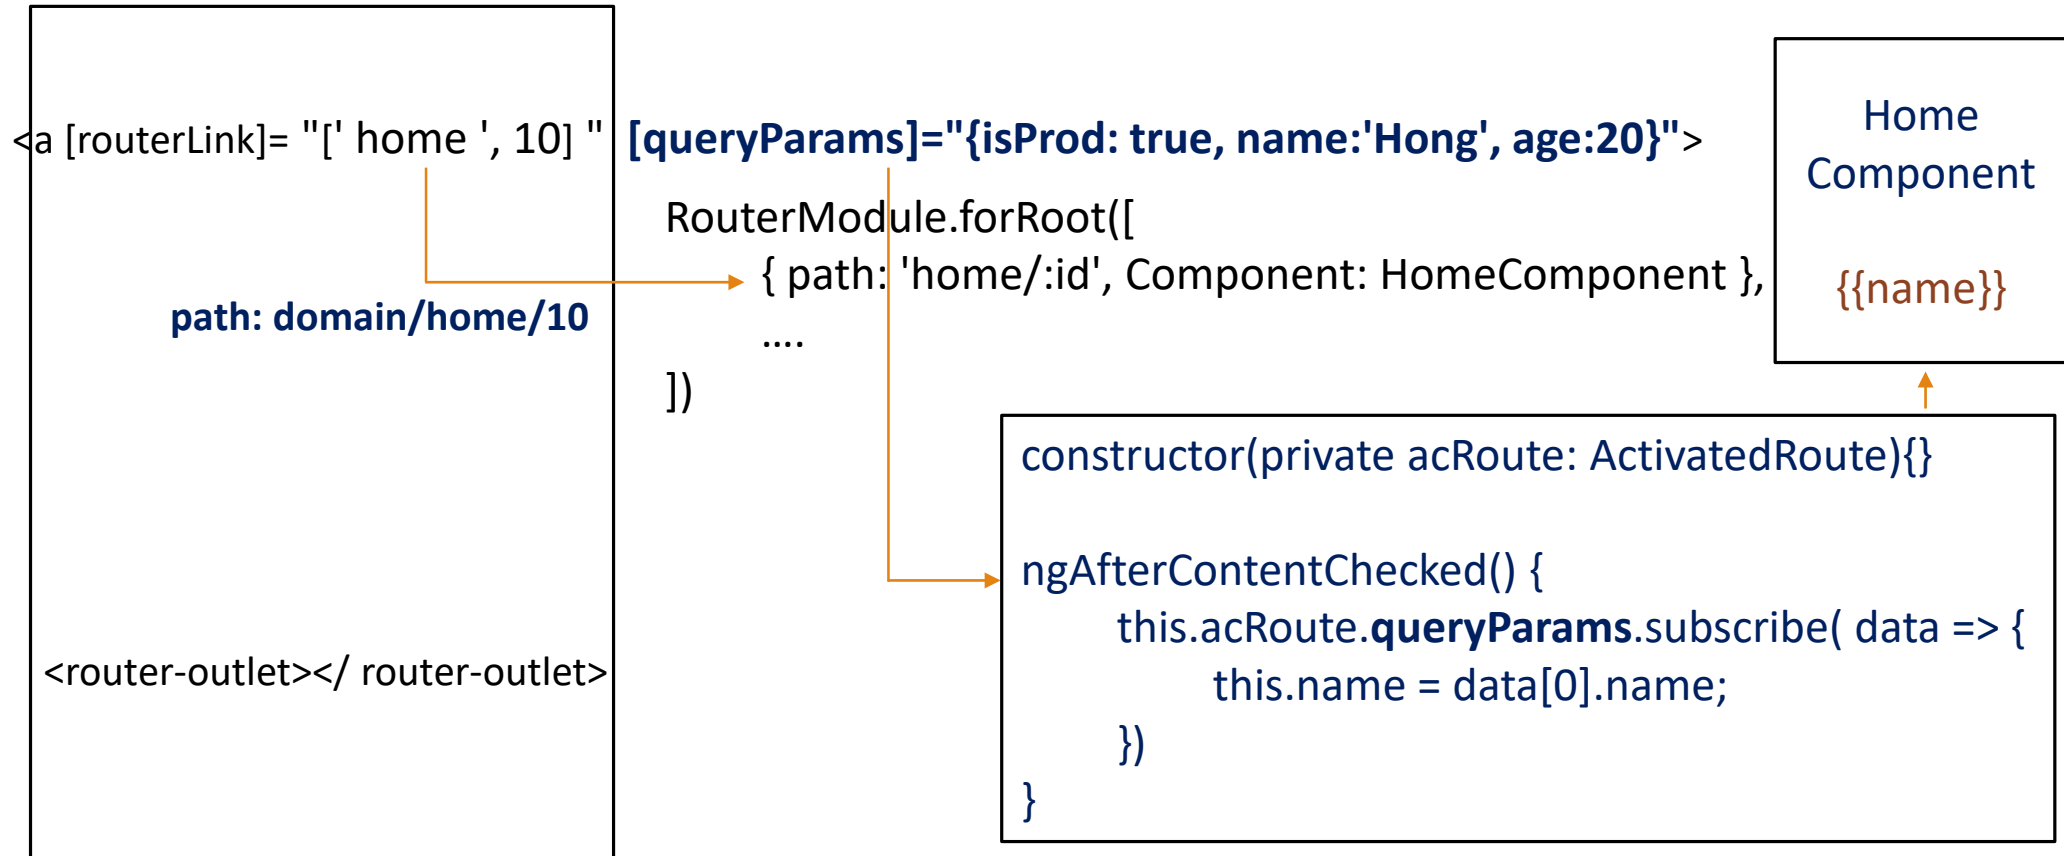 <a [routerLink]= "[' home ', 10] " [queryParams]="{isProd: true, name:'Hong', age:20}">
RouterModule.forRoot([
{ path: 'home/:id', Component: HomeComponent },
....
])
path: domain/home/10
<router-outlet></ router-outlet>
Home
Component
{{name}}
constructor(private acRoute: ActivatedRoute){}
ngAfterContentChecked() {
this.acRoute.queryParams.subscribe( data => {
this.name = data[0].name;
})
}